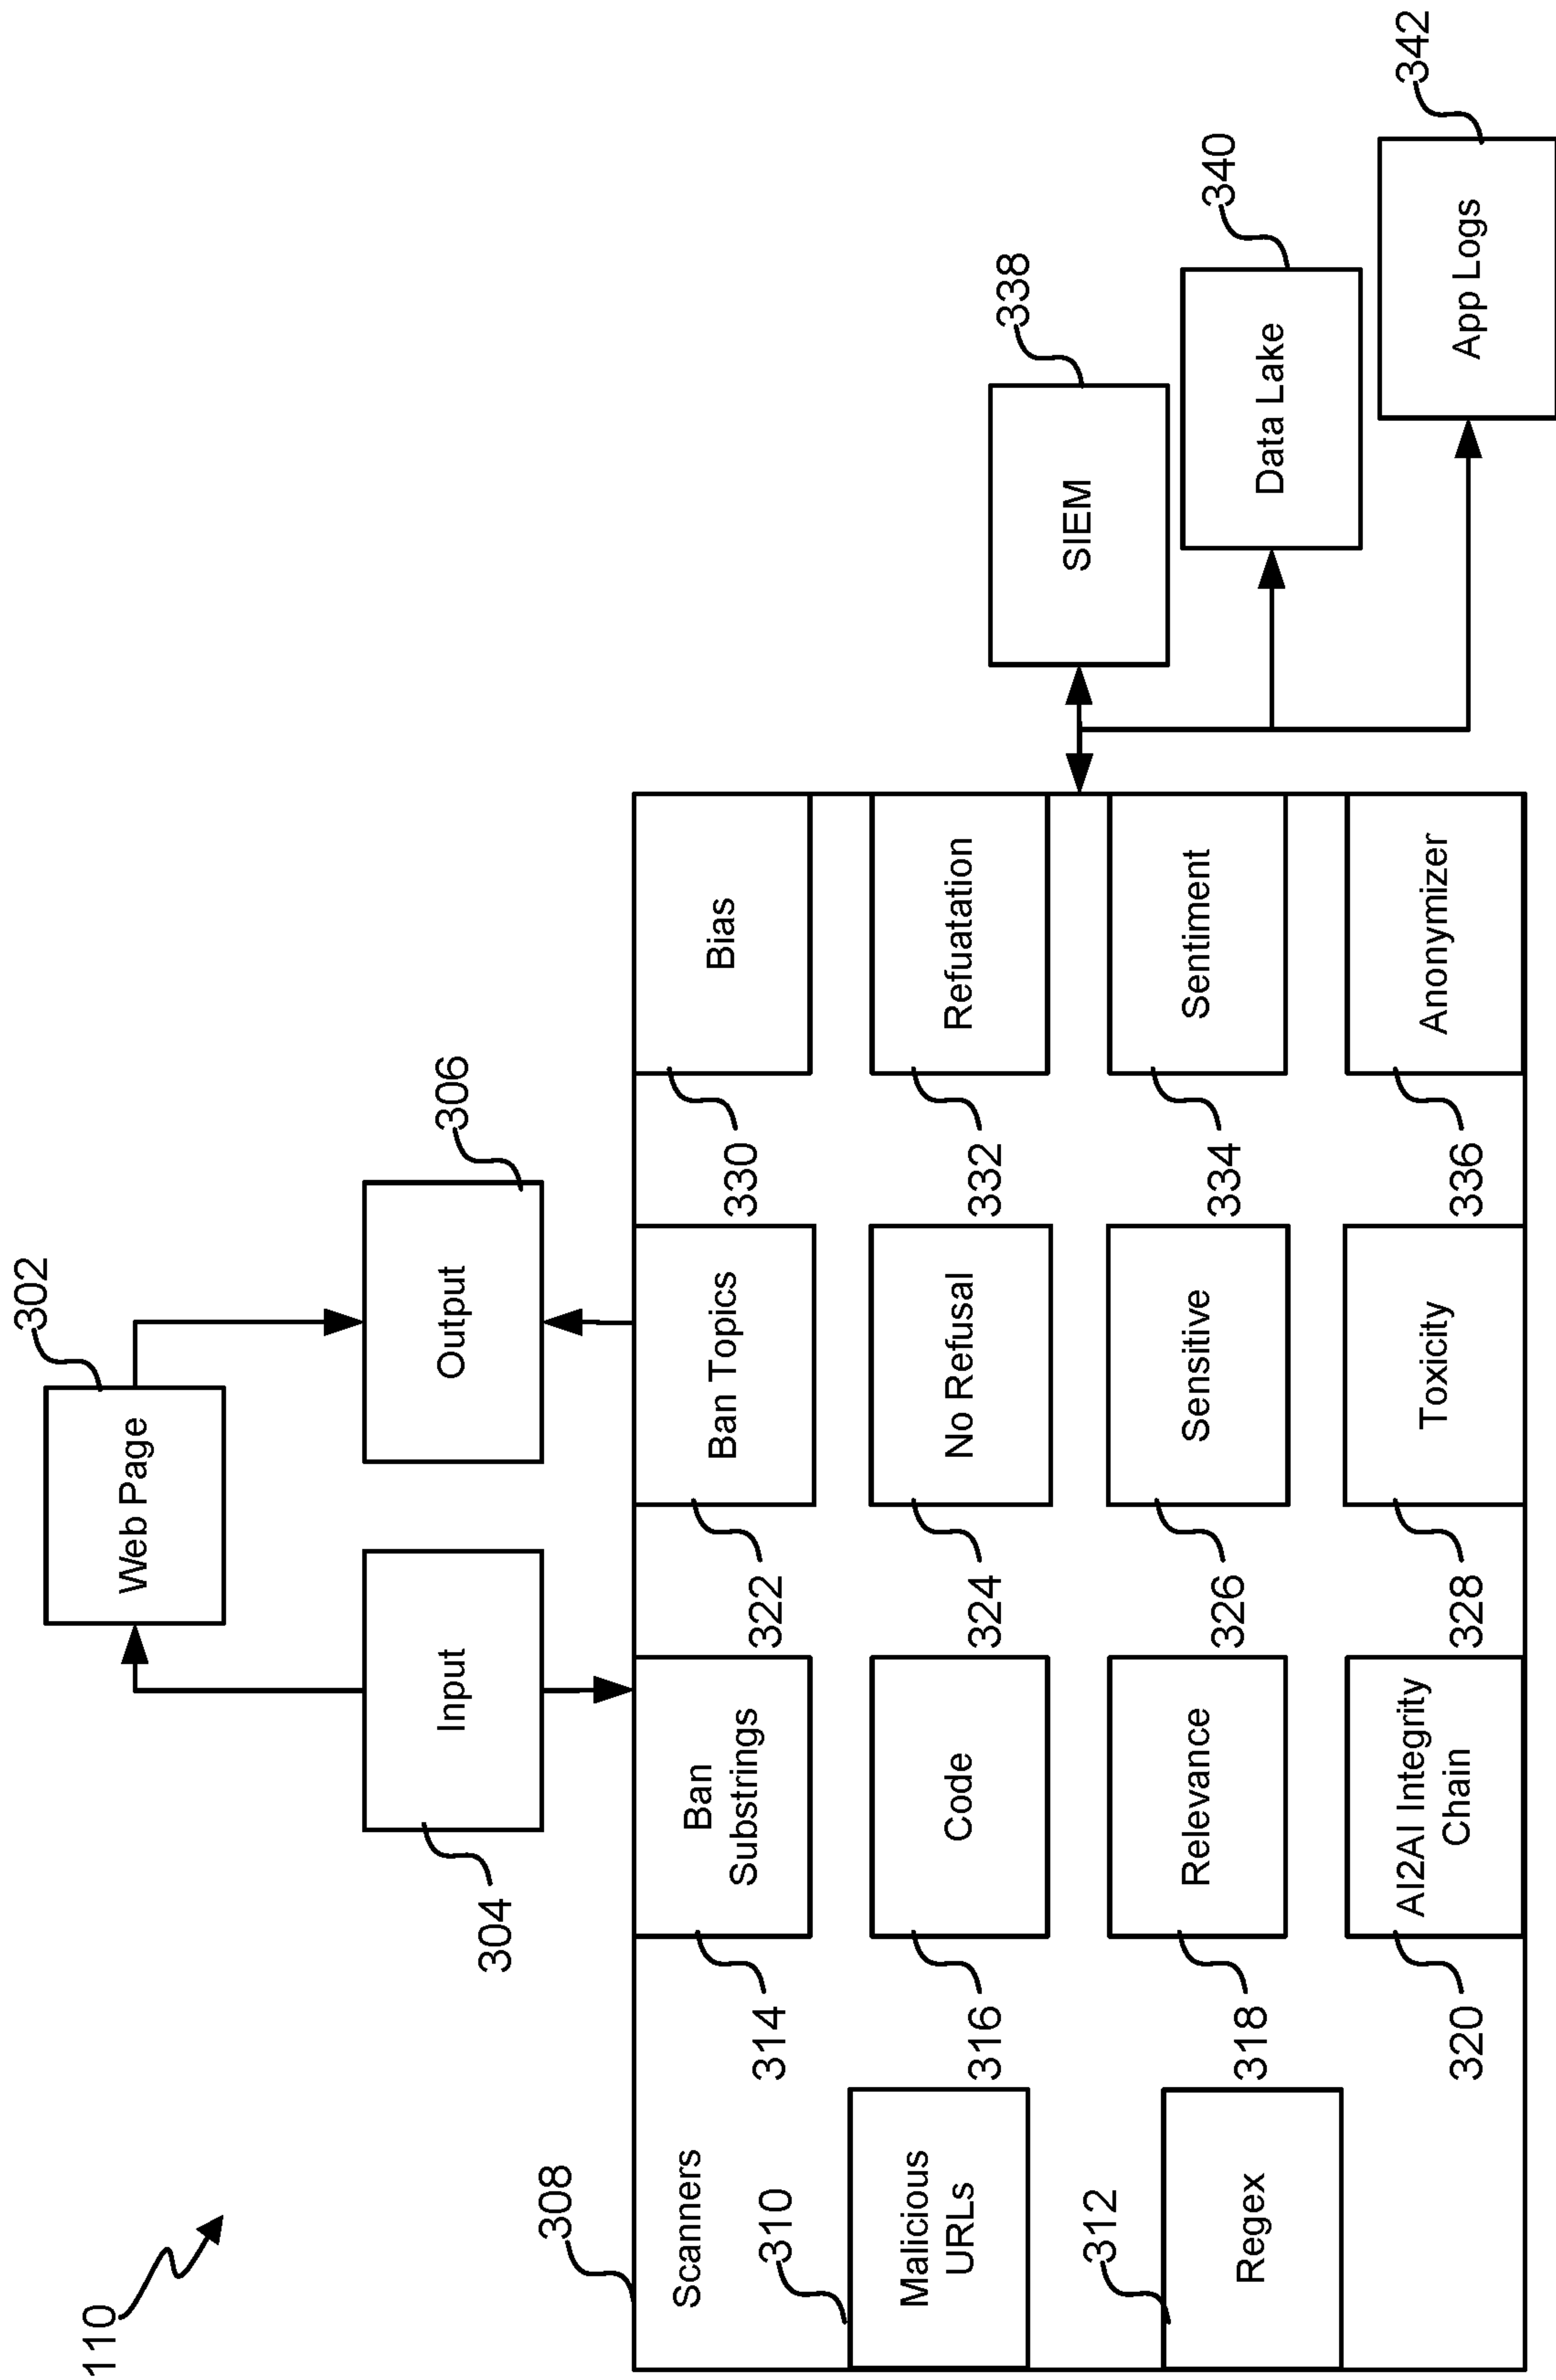 110
302
Web Page
304
Input
Output
306
308
Scanners
310
Malicious
URLs
312
Regex
314
Ban
Substrings
316
Code
318
Relevance
320
AI2AI Integrity
Chain
322
Ban Topics
324
No Refusal
326
Sensitive
328
Toxicity
330
Bias
332
Refuatation
334
Sentiment
336
Anonymizer
338
SIEM
340
Data Lake
342
App Logs